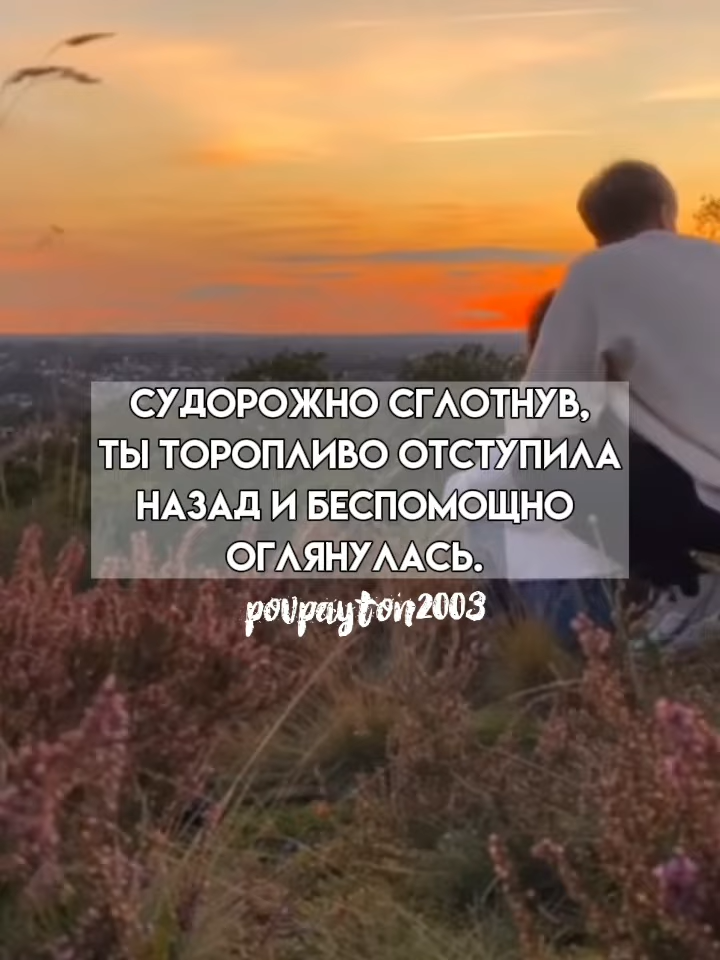 СУДОРОЖНО СГЛОТНУВ,
ТЫ ТОРОПЛИВО ОТСТУПИЛА
НАЗАД И БЕСПОМОЩНО
ОГЛЯНУЛАСЬ.
povpayton2003